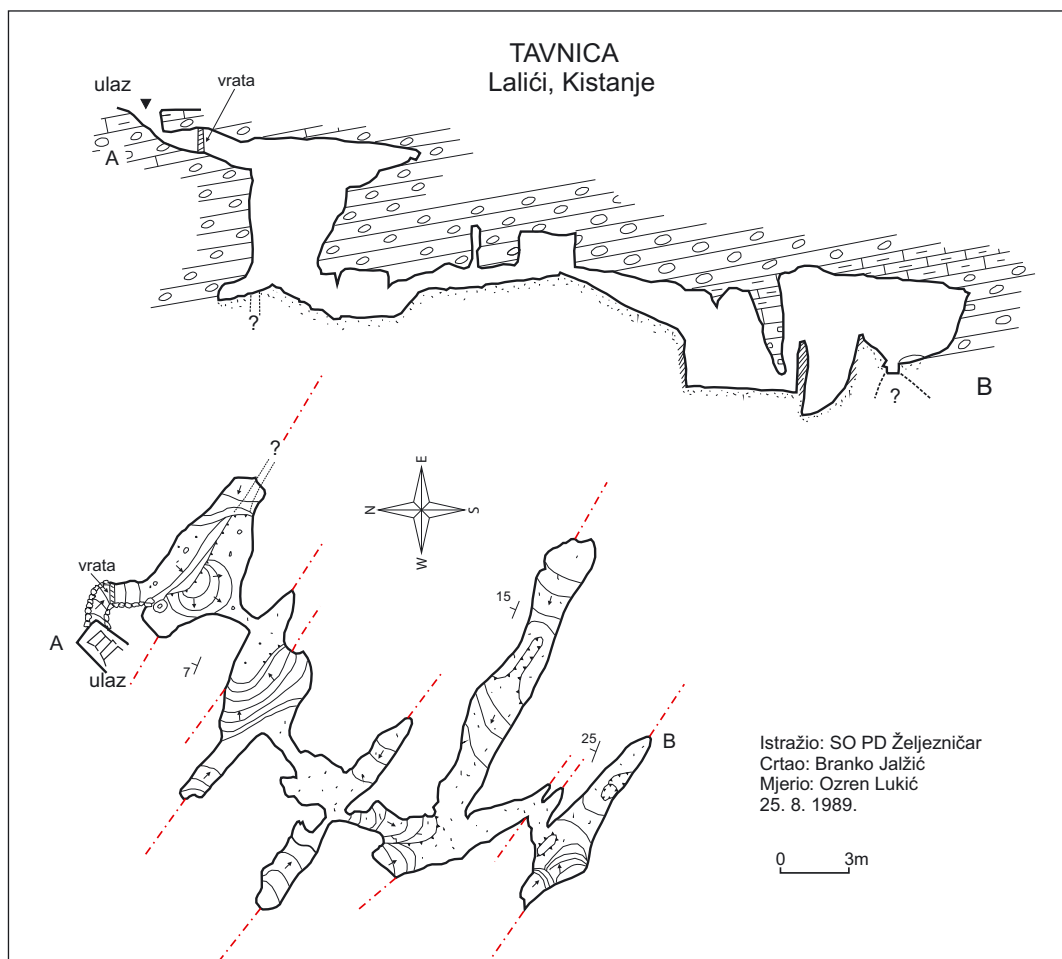 TAVNICA
Lalići, Kistanje
ulaz
vrata
A
?
?
B
?
E
N
S
W
vrata
A
ulaz
7
15
25
B
Istražio: SO PD Željezničar
Crtao: Branko Jalžić
Mjerio: Ozren Lukić
25. 8. 1989.
0 3m